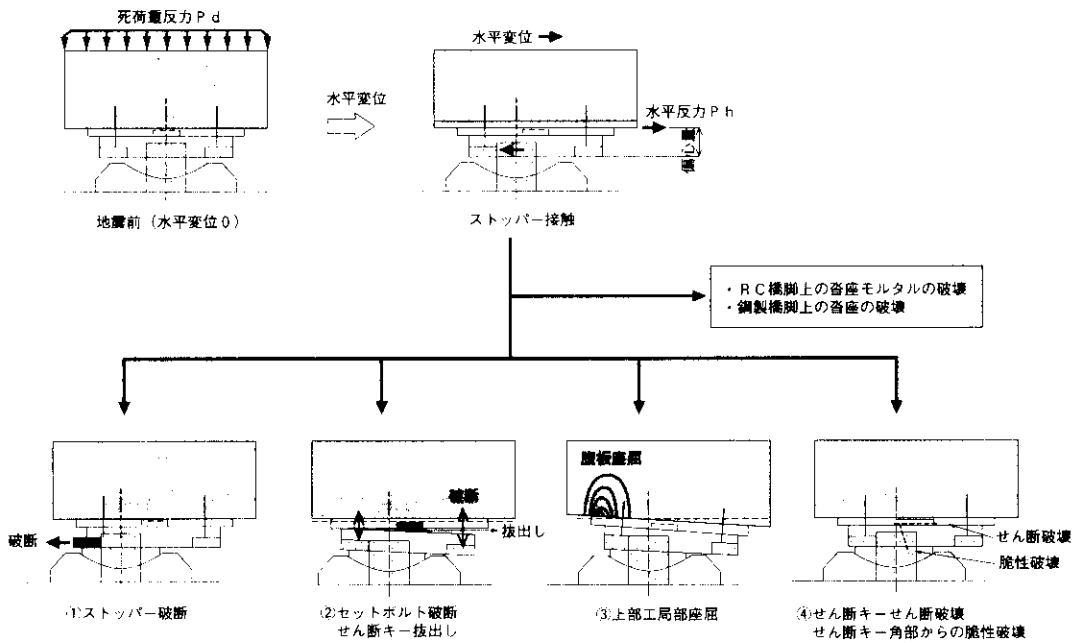 死荷重反力Ｐｄ
水平変位
水平変位
水平反力Ｐｈ
偏心量
地震前（水平変位０）
ストッパー接触
・ＲＣ橋脚上の沓座モルタルの破壊
・鋼製橋脚上の沓座の破壊
破断
破断
抜出し
腹板座屈
せん断破壊
脆性破壊
①ストッパー破断
②セットボルト破断
せん断キー抜出し
③上部工局部座屈
④せん断キーせん断破壊
せん断キー角部からの脆性破壊